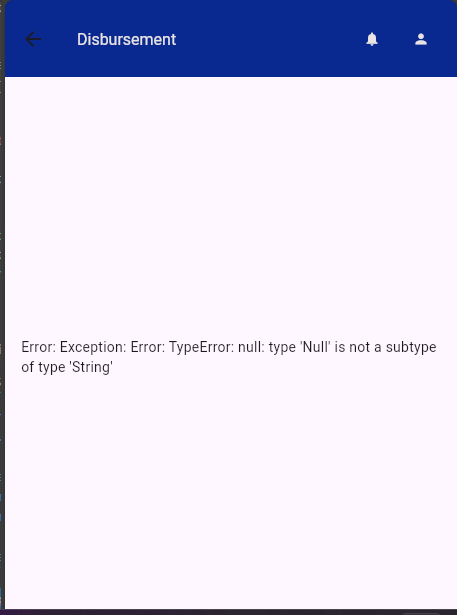 Disbursement
Error: Exception: Error: TypeError: null: type 'Null' is not a subtype
of type 'String'